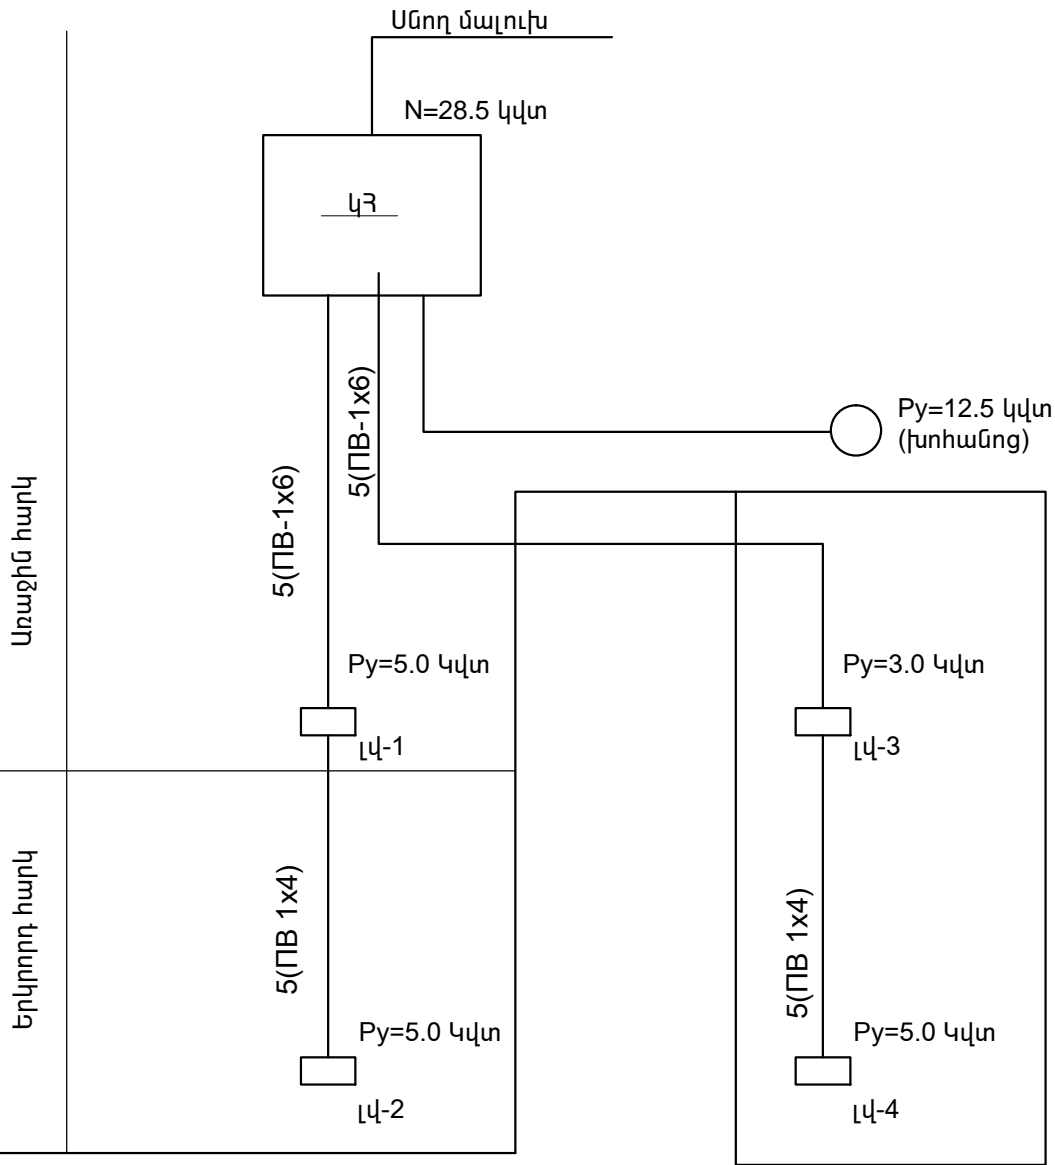 Սնող մալուխ
N=28.5 կվտ
կՀ
5(ПВ-1x6)
5(ПВ-1x6)
Py=12.5 կվտ
(խոհանոց)
Առաջին հարկ
Py=5.0 Կվտ
Py=3.0 Կվտ
լվ-1
լվ-3
Երկրորդ հարկ
5(ПВ 1x4)
5(ПВ 1x4)
Py=5.0 Կվտ
Py=5.0 Կվտ
լվ-2
լվ-4